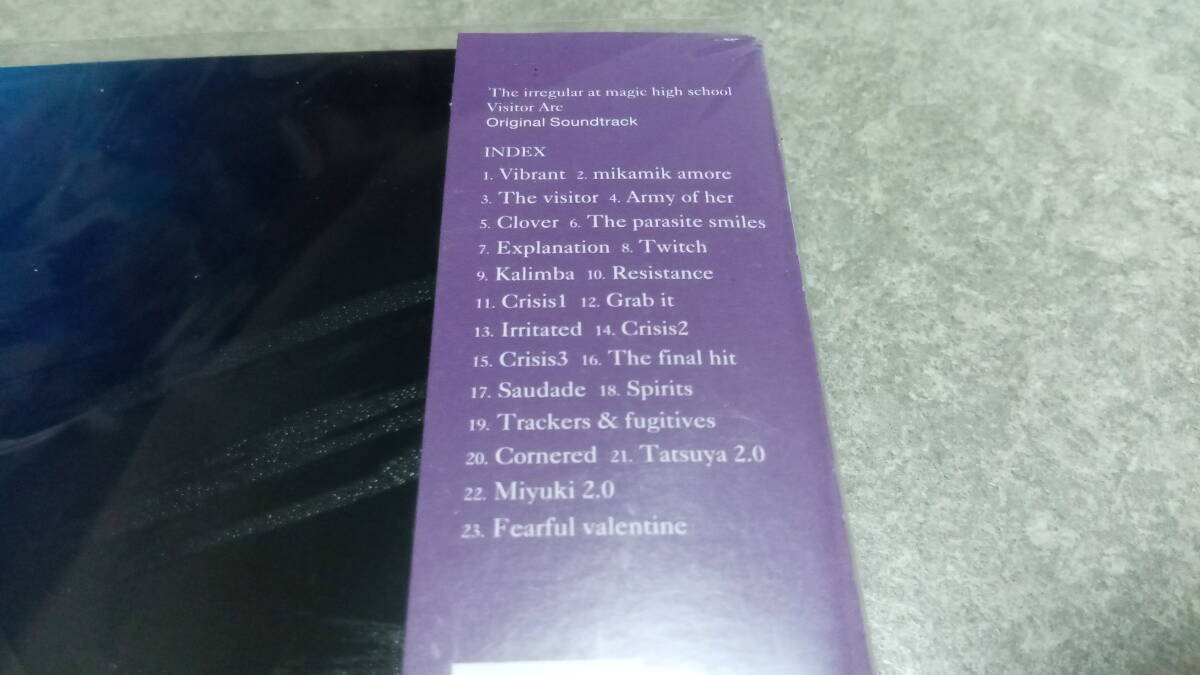 The irregular at magic high school
Visitor Arc
Original Soundtrack
INDEX
1. Vibrant 2. mikamik amore
3. The visitor 4. Army of her
5. Clover 6. The parasite smiles
7. Explanation 8. Twitch
9. Kalimba 10. Resistance
11. Crisis1 12. Grab it
13. Irritated 14. Crisis2
15. Crisis3 16. The final hit
17. Saudade 18. Spirits
19. Trackers & fugitives
20. Cornered 21. Tatsuya 2.0
22. Miyuki 2.0
23. Fearful valentine